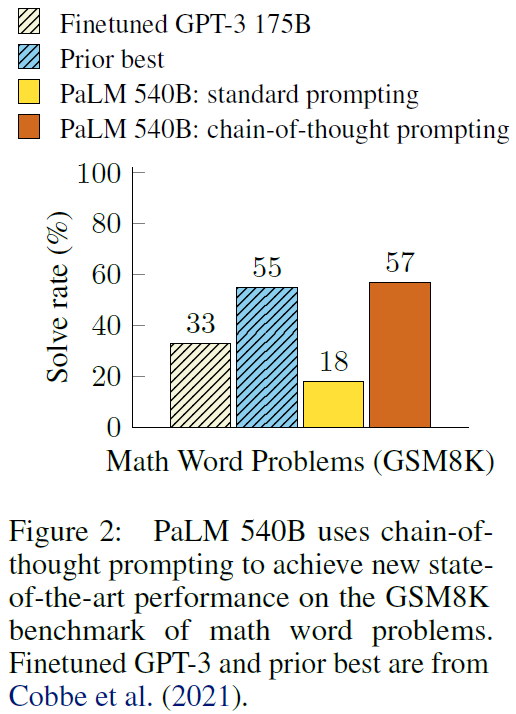 Finetuned GPT-3 175B
Prior best
PaLM 540B: standard prompting
PaLM 540B: chain-of-thought prompting
100
80
60
40
20
0
Solve rate (%)
33
55
18
57
Math Word Problems (GSM8K)
Figure 2: PaLM 540B uses chain-of-
thought prompting to achieve new state-
of-the-art performance on the GSM8K
benchmark of math word problems.
Finetuned GPT-3 and prior best are from
Cobbe et al. (2021).